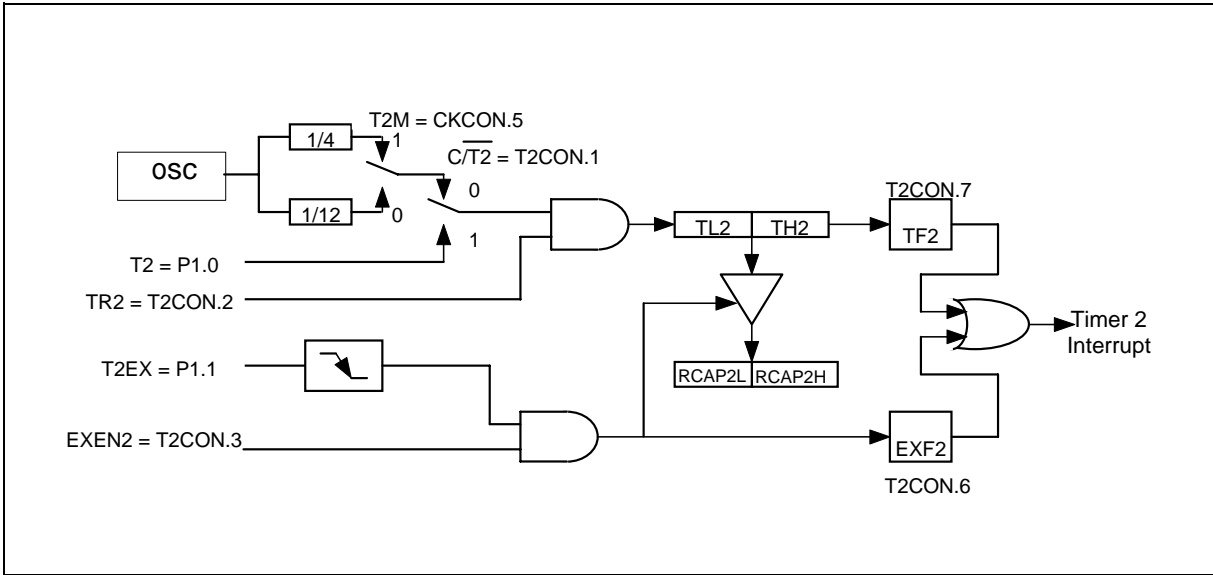 T2M = CKCON.5
1/4
1
C/T2 = T2CON.1
OSC
0
T2CON.7
1/12
0
TL2
TH2
TF2
1
T2 = P1.0
TR2 = T2CON.2
Timer 2
Interrupt
T2EX = P1.1
RCAP2L
RCAP2H
EXEN2 = T2CON.3
EXF2
T2CON.6